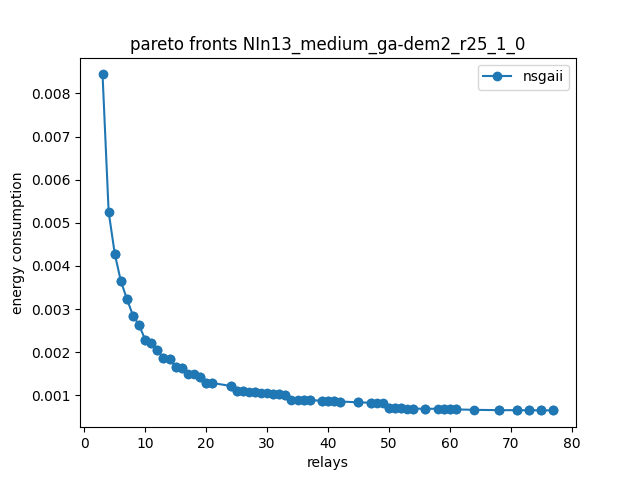 pareto fronts NIn13_medium_ga-dem2_r25_1_0
nsgaii
energy consumption
0.008
0.007
0.006
0.005
0.004
0.003
0.002
0.001
0 10 20 30 40 50 60 70 80
relays